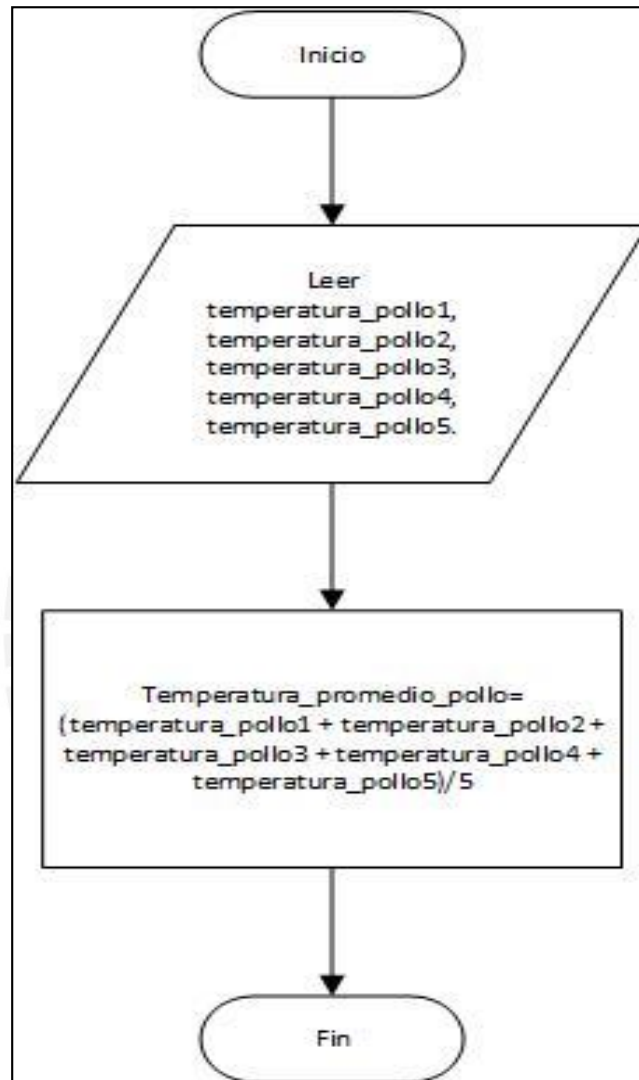 Inicio
Leer
temperatura_pollo1,
temperatura_pollo2,
temperatura_pollo3,
temperatura_pollo4,
temperatura_pollo5.
Temperatura_promedio_pollo=
(temperatura_pollo1 + temperatura_pollo2 +
temperatura_pollo3 + temperatura_pollo4 +
temperatura_pollo5)/5
Fin